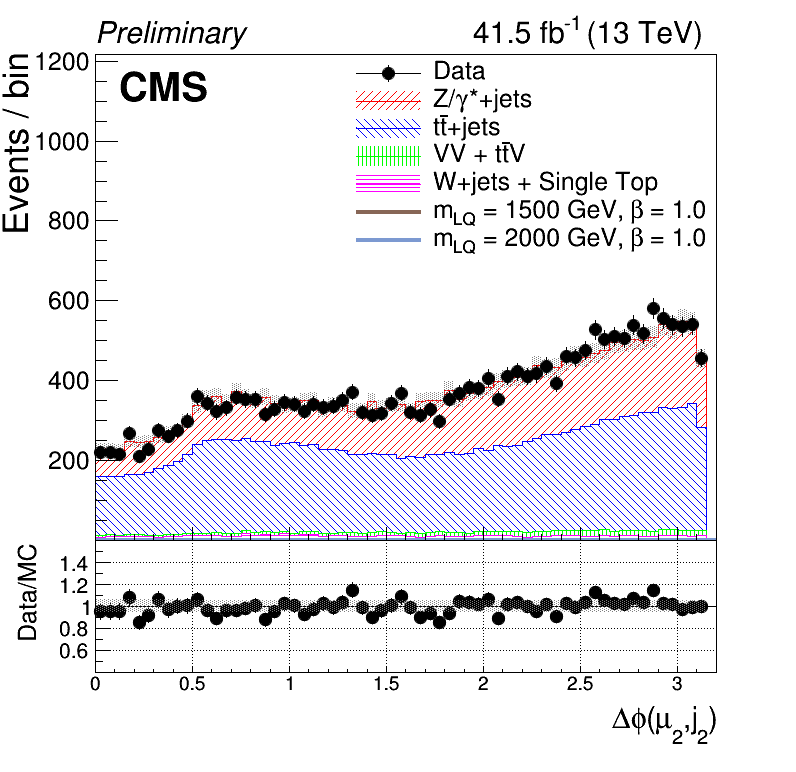 Preliminary 41.5 fb⁻¹ (13 TeV)
CMS
Events / bin
1200
1000
800
600
400
200
Data
Z/γ*+jets
tt̄+jets
VV + tt̄V
W+jets + Single Top
m_LQ = 1500 GeV, β = 1.0
m_LQ = 2000 GeV, β = 1.0
Data/MC
1.4
1.2
1
0.8
0.6
0 0.5 1 1.5 2 2.5 3
Δϕ(μ₂,j₂)